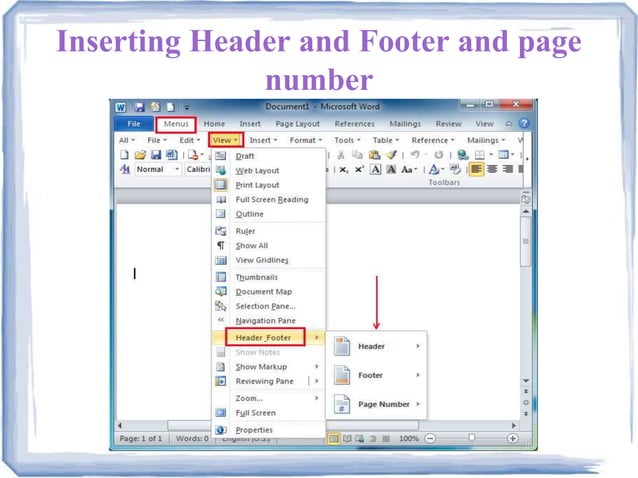 Inserting Header and Footer and page
number
Document1 - Microsoft Word
File Menus Home Insert Page Layout References Mailings Review View
All File Edit View Insert Format Tools Table Reference Mailings W
Normal Calibri
Toolbars
Draft
Web Layout
Print Layout
Full Screen Reading
Outline
Ruler
Show All
View Gridlines
Thumbnails
Document Map
Selection Pane...
Navigation Pane
Header_Footer
Header
Show Notes
Show Markup
Footer
Reviewing Pane
Zoom...
Page Number
Full Screen
Properties
Page: 1 of 1 Words: 0 English (U.S.) 100%